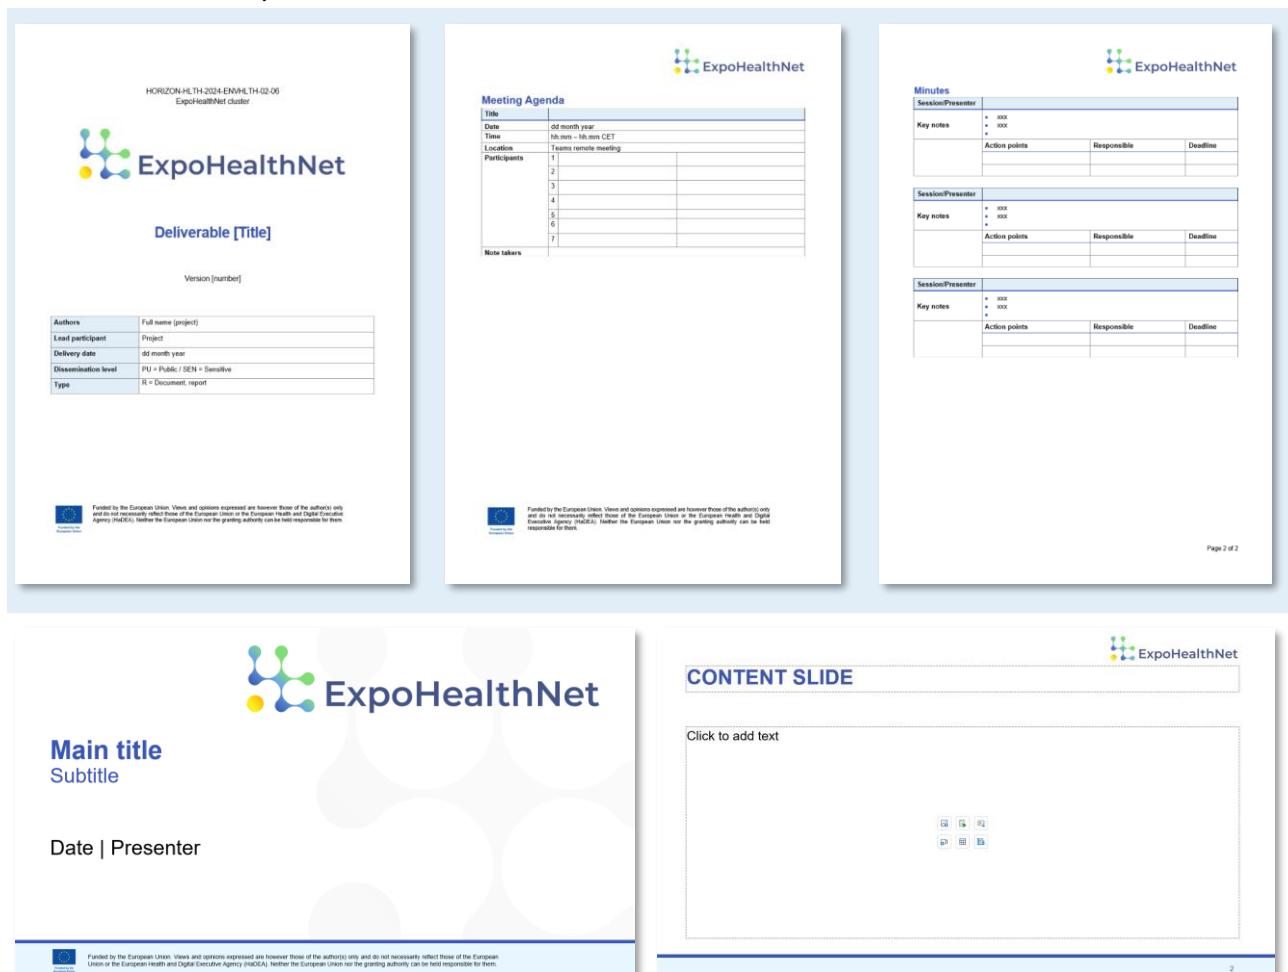 HORIZON-HLTH-2024-ENVHLTH-02-06
ExpoHealthNet cluster
ExpoHealthNet
Deliverable [Title]
Version [number]
Authors Full name (project)
Lead participant Project
Delivery date dd month year
Dissemination level PU = Public / SEN = Sensitive
Type R = Document, report
Funded by the European Union
Funded by the European Union. Views and opinions expressed are however those of the author(s) only
and do not necessarily reflect those of the European Union or the European Health and Digital Executive
Agency (HaDEA). Neither the European Union nor the granting authority can be held responsible for them.
ExpoHealthNet
Meeting Agenda
Title
Date dd month year
Time hh:mm – hh:mm CET
Location Teams remote meeting
Participants 1
2
3
4
5
6
7
Note takers
Funded by the European Union
Funded by the European Union. Views and opinions expressed are however those of the author(s) only
and do not necessarily reflect those of the European Union or the European Health and Digital
Executive Agency (HaDEA). Neither the European Union nor the granting authority can be held
responsible for them.
ExpoHealthNet
Minutes
Session/Presenter
Key notes
• xxx
• xxx
•
Action points Responsible Deadline
Session/Presenter
Key notes
• xxx
• xxx
•
Action points Responsible Deadline
Session/Presenter
Key notes
• xxx
• xxx
•
Action points Responsible Deadline
Page 2 of 2
ExpoHealthNet
Main title
Subtitle
Date | Presenter
Funded by the European Union. Views and opinions expressed are however those of the author(s) only and do not necessarily reflect those of the European
Union or the European Health and Digital Executive Agency (HaDEA). Neither the European Union nor the granting authority can be held responsible for them.
ExpoHealthNet
CONTENT SLIDE
Click to add text
2